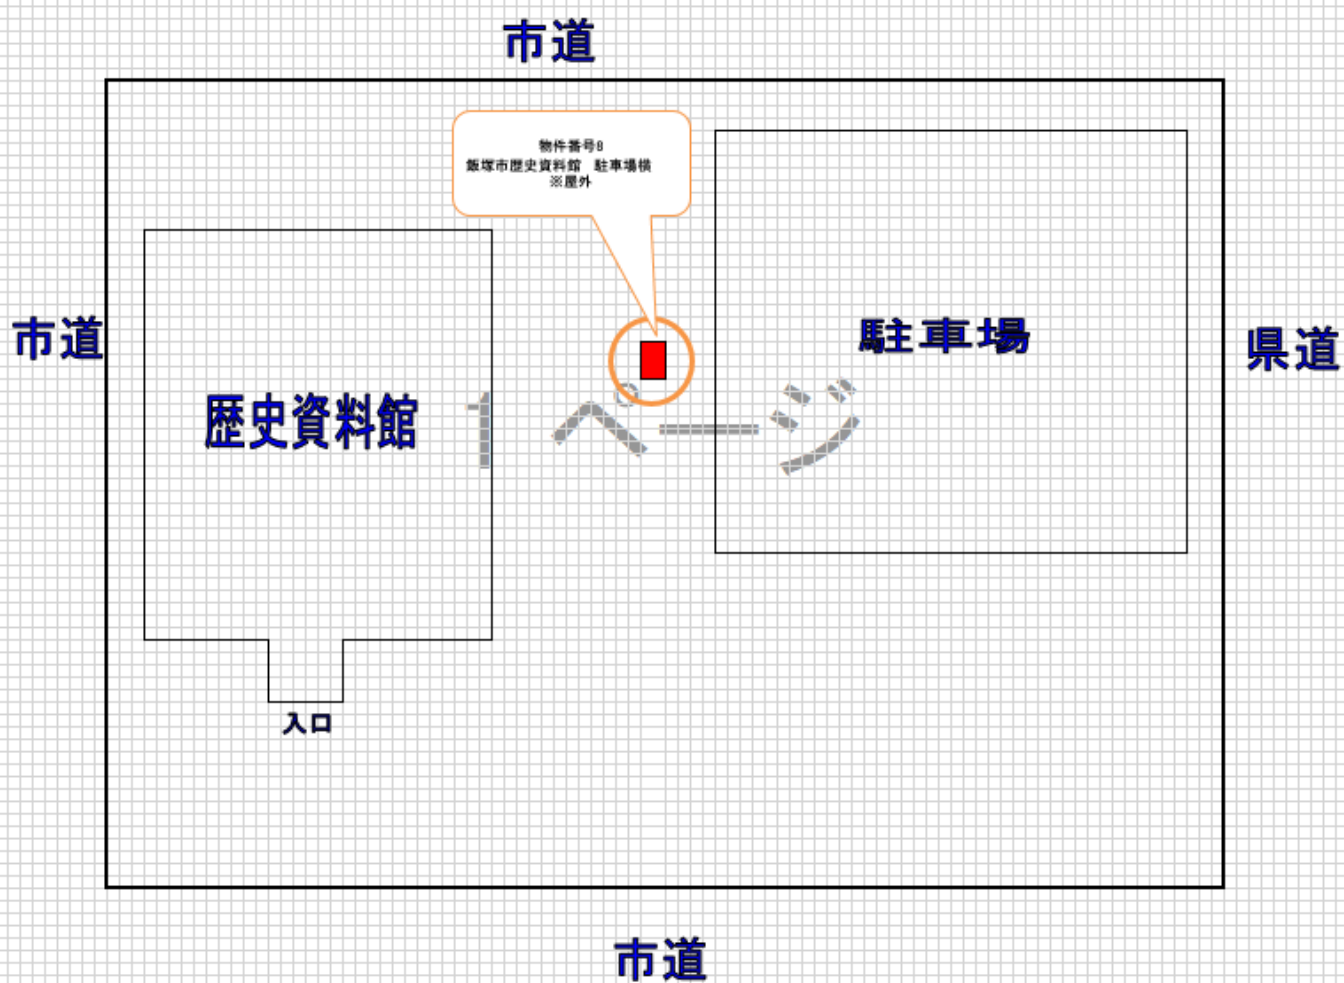 市道
物件番号8
飯塚市歴史資料館　駐車場横
※屋外
市道
駐車場
県道
歴史資料館
1 ページ
入口
市道